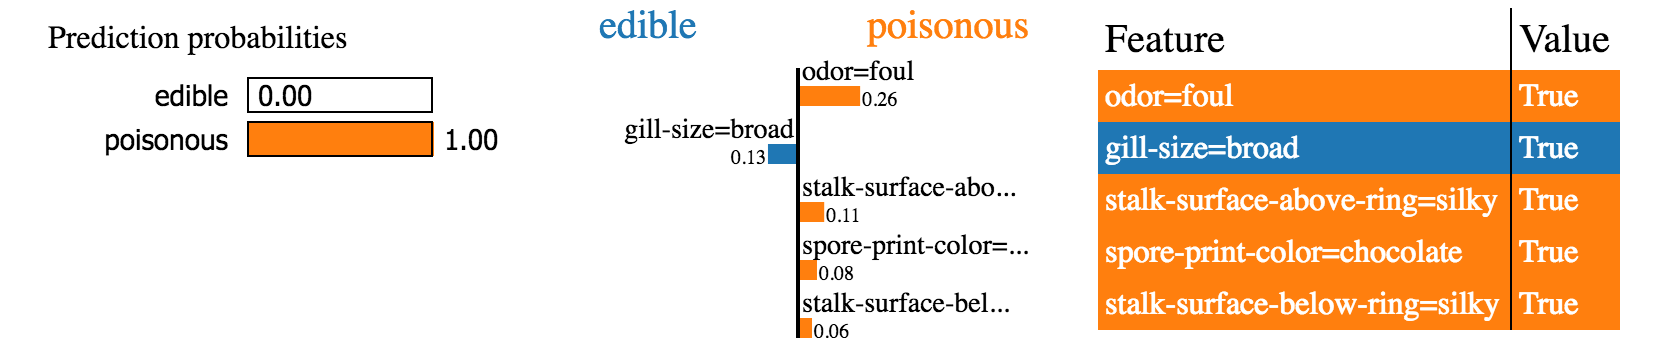 Prediction probabilities
edible 0.00
poisonous 1.00
edible poisonous
odor=foul
0.26
gill-size=broad
0.13
stalk-surface-abo...
0.11
spore-print-color=...
0.08
stalk-surface-bel...
0.06
Feature Value
odor=foul True
gill-size=broad True
stalk-surface-above-ring=silky True
spore-print-color=chocolate True
stalk-surface-below-ring=silky True